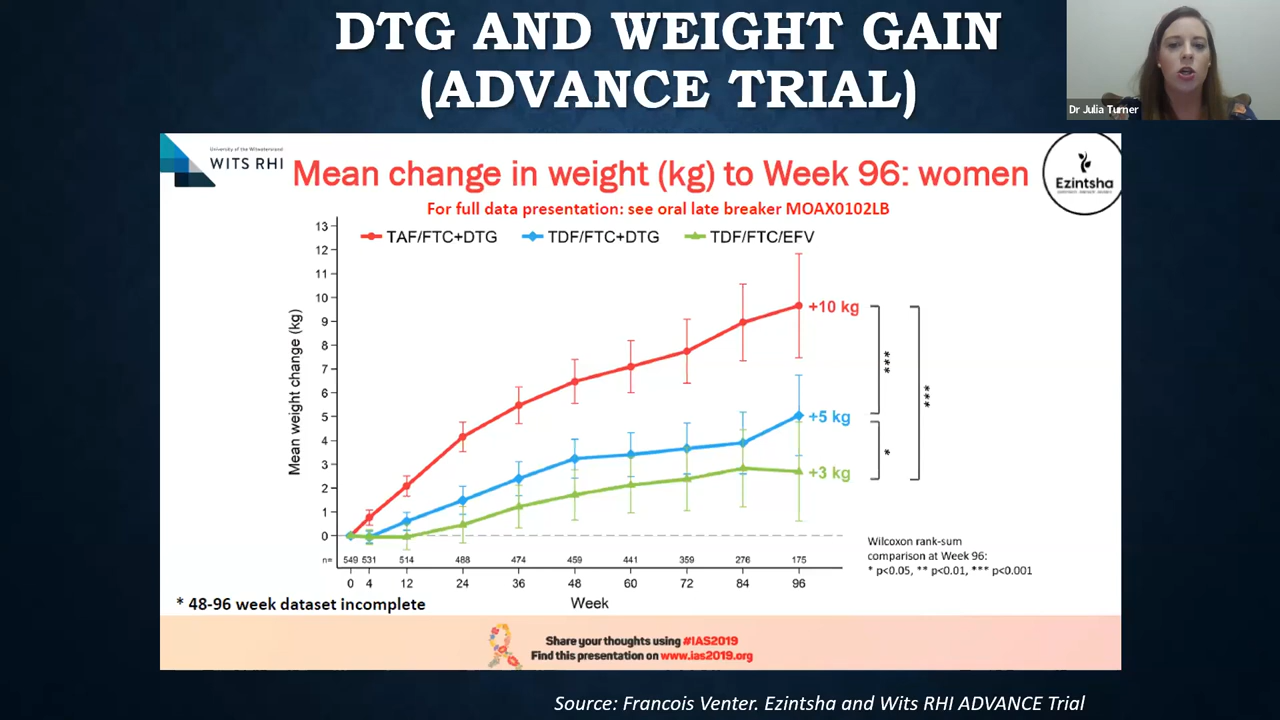 DTG AND WEIGHT GAIN
(ADVANCE TRIAL)
Dr Julia Turner
University of the Witwatersrand
WITS RHI
Mean change in weight (kg) to Week 96: women
Ezintsha
For full data presentation: see oral late breaker MOAX0102LB
TAF/FTC+DTG TDF/FTC+DTG TDF/FTC/EFV
Mean weight change (kg)
13
12
11
10
9
8
7
6
5
4
3
2
1
0
+10 kg
+5 kg
+3 kg
***
***
*
n= 549 531 514 488 474 459 441 359 276 175
0 4 12 24 36 48 60 72 84 96
Week
Wilcoxon rank-sum
comparison at Week 96:
* p<0.05, ** p<0.01, *** p<0.001
* 48-96 week dataset incomplete
Share your thoughts using #IAS2019
Find this presentation on www.ias2019.org
Source: Francois Venter. Ezintsha and Wits RHI ADVANCE Trial